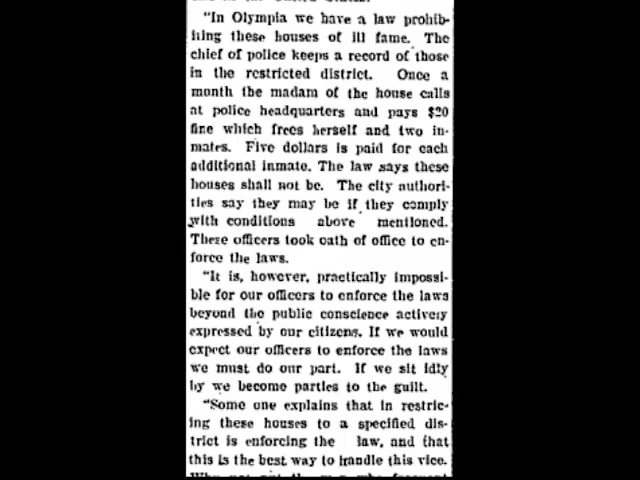 "In Olympia we have a law prohib-
iting these houses of ill fame. The
chief of police keeps a record of those
in the restricted district. Once a
month the madam of the house calls
at police headquarters and pays $20
fine which frees herself and two in-
mates. Five dollars is paid for each
additional inmate. The law says these
houses shall not be. The city authori-
ties say they may be if they comply
with conditions above mentioned.
These officers took oath of office to en-
force the laws.
"It is, however, practically impossi-
ble for our officers to enforce the laws
beyond the public conscience actively
expressed by our citizens. If we would
expect our officers to enforce the laws
we must do our part. If we sit idly
by we become parties to the guilt.
"Some one explains that in restric-
ing these houses to a specified dis-
trict is enforcing the law, and that
this is the best way to handle this vice.